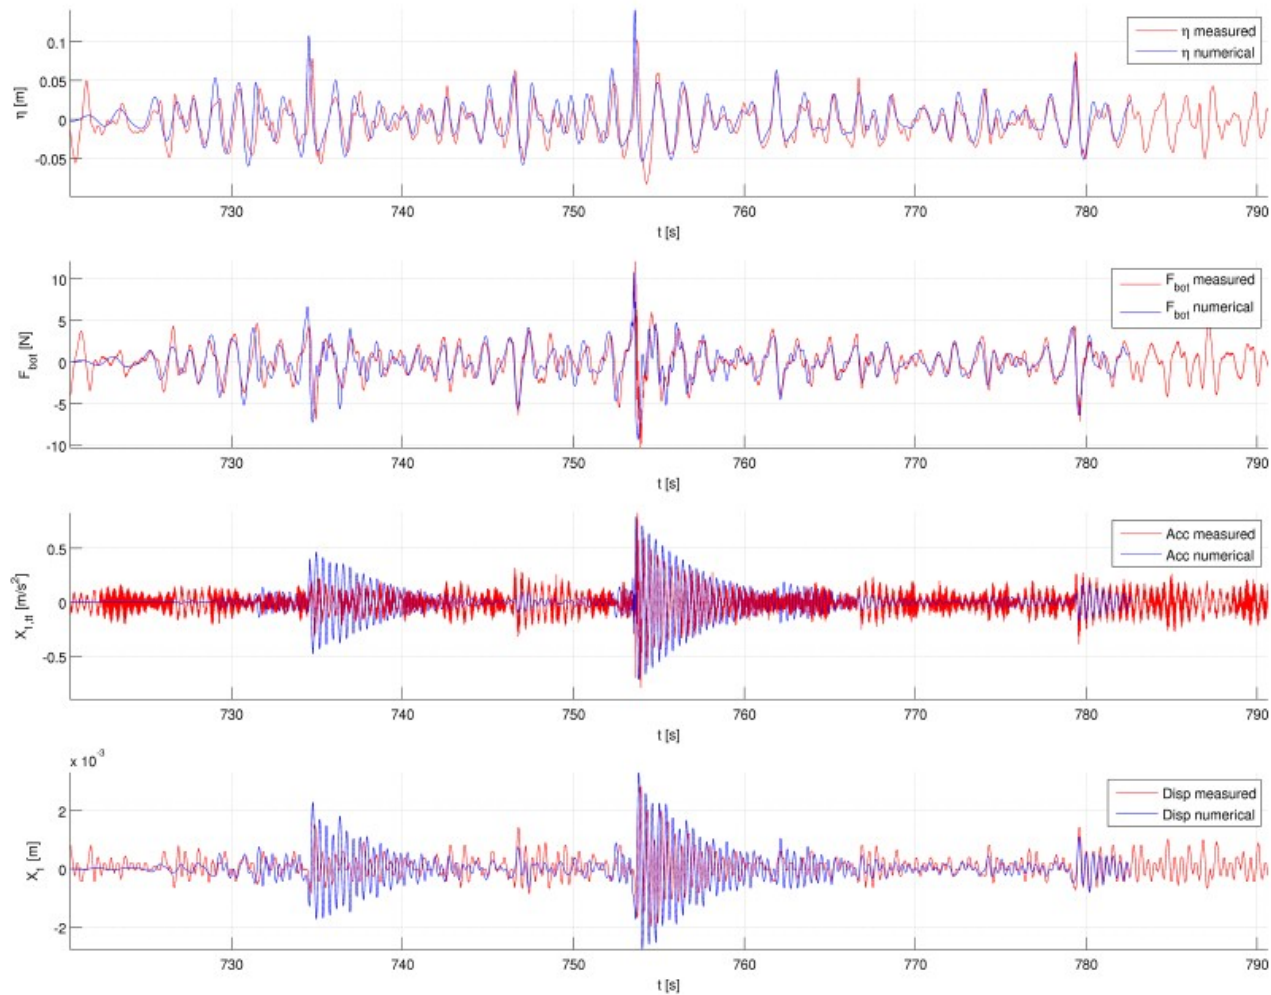 η [m]
0.1
0.05
0
-0.05
η measured
η numerical
730 740 750 760 770 780 790
t [s]
F_bot [N]
10
5
0
-5
-10
F_bot measured
F_bot numerical
730 740 750 760 770 780 790
t [s]
X_1,tt [m/s²]
0.5
0
-0.5
Acc measured
Acc numerical
730 740 750 760 770 780 790
t [s]
x 10⁻³
X_1 [m]
2
0
-2
Disp measured
Disp numerical
730 740 750 760 770 780 790
t [s]